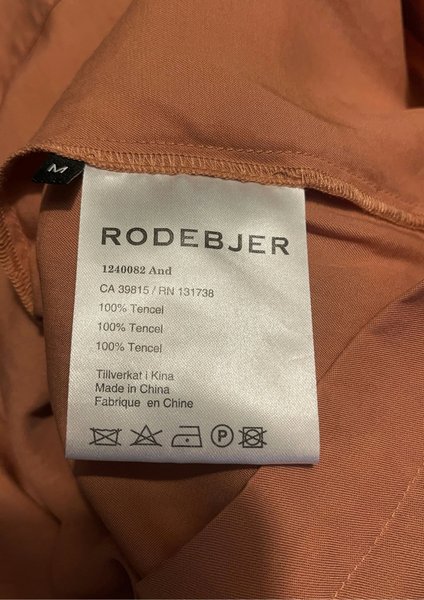 M
RODEBJER
1240082 And
CA 39815 / RN 131738
100% Tencel
100% Tencel
100% Tencel
Tillverkat i Kina
Made in China
Fabrique en Chine
P